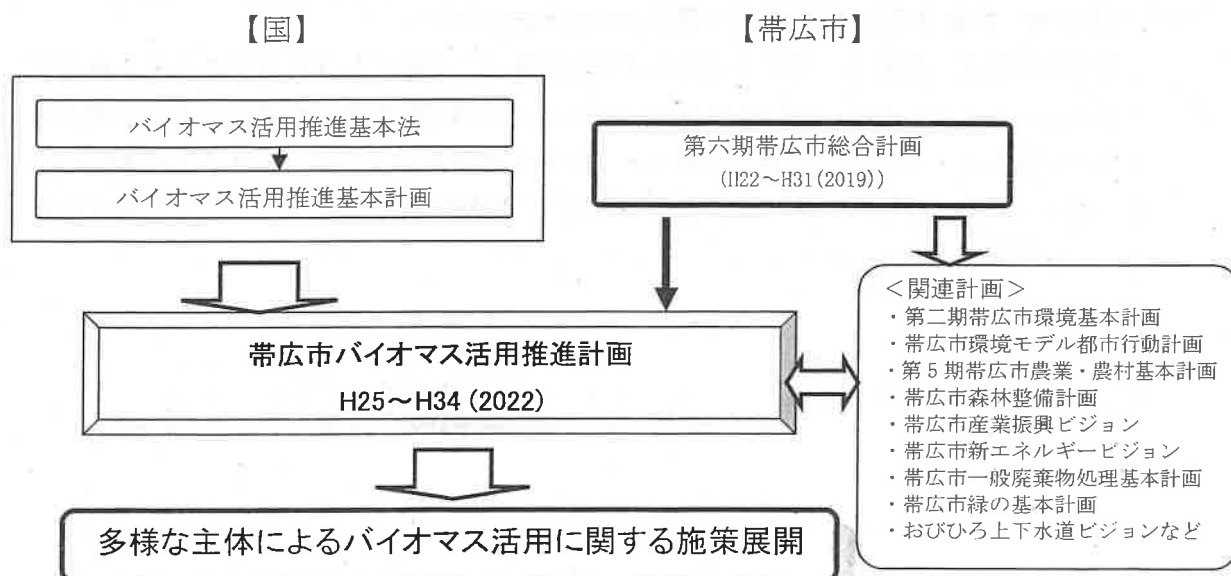 【国】
【帯広市】
バイオマス活用推進基本法
バイオマス活用推進基本計画
第六期帯広市総合計画
(H22～H31(2019))
帯広市バイオマス活用推進計画
H25～H34 (2022)
＜関連計画＞
・第二期帯広市環境基本計画
・帯広市環境モデル都市行動計画
・第５期帯広市農業・農村基本計画
・帯広市森林整備計画
・帯広市産業振興ビジョン
・帯広市新エネルギービジョン
・帯広市一般廃棄物処理基本計画
・帯広市緑の基本計画
・おびひろ上下水道ビジョンなど
多様な主体によるバイオマス活用に関する施策展開